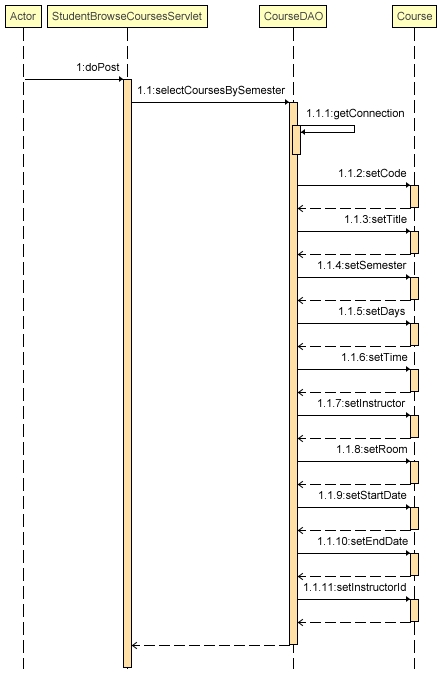 Actor
StudentBrowseCoursesServlet
CourseDAO
Course
1:doPost
1.1:selectCoursesBySemester
1.1.1:getConnection
1.1.2:setCode
1.1.3:setTitle
1.1.4:setSemester
1.1.5:setDays
1.1.6:setTime
1.1.7:setInstructor
1.1.8:setRoom
1.1.9:setStartDate
1.1.10:setEndDate
1.1.11:setInstructorId